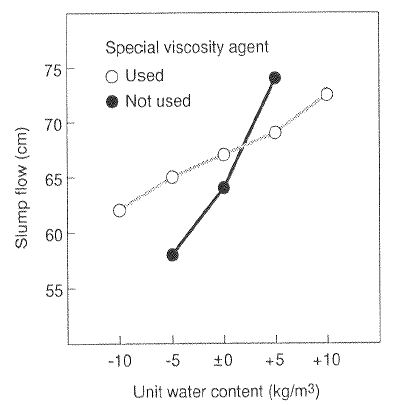 Special viscosity agent
Used
Not used
75
70
65
60
55
Slump flow (cm)
-10 -5 ±0 +5 +10
Unit water content (kg/m³)